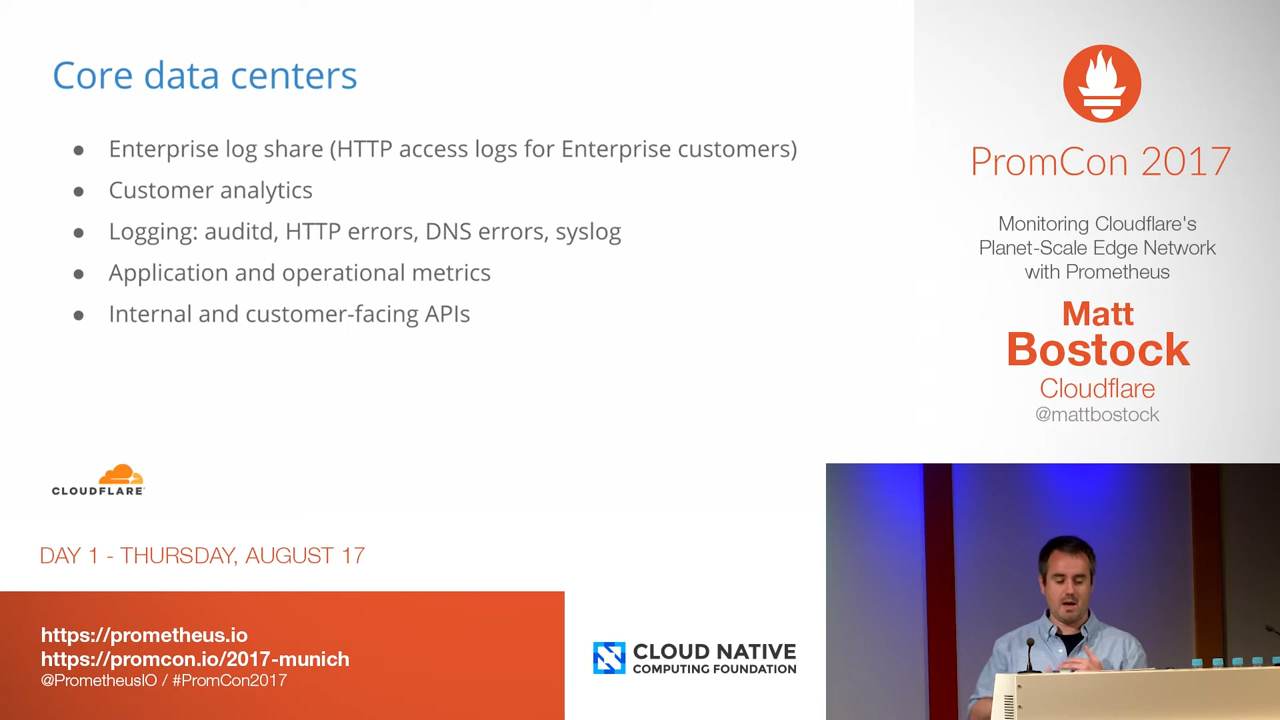 Core data centers
● Enterprise log share (HTTP access logs for Enterprise customers)
● Customer analytics
● Logging: auditd, HTTP errors, DNS errors, syslog
● Application and operational metrics
● Internal and customer-facing APIs
CLOUDFLARE
PromCon 2017
Monitoring Cloudflare's
Planet-Scale Edge Network
with Prometheus
Matt
Bostock
Cloudflare
@mattbostock
DAY 1 - THURSDAY, AUGUST 17
https://prometheus.io
https://promcon.io/2017-munich
@PrometheusIO / #PromCon2017
CLOUD NATIVE
COMPUTING FOUNDATION